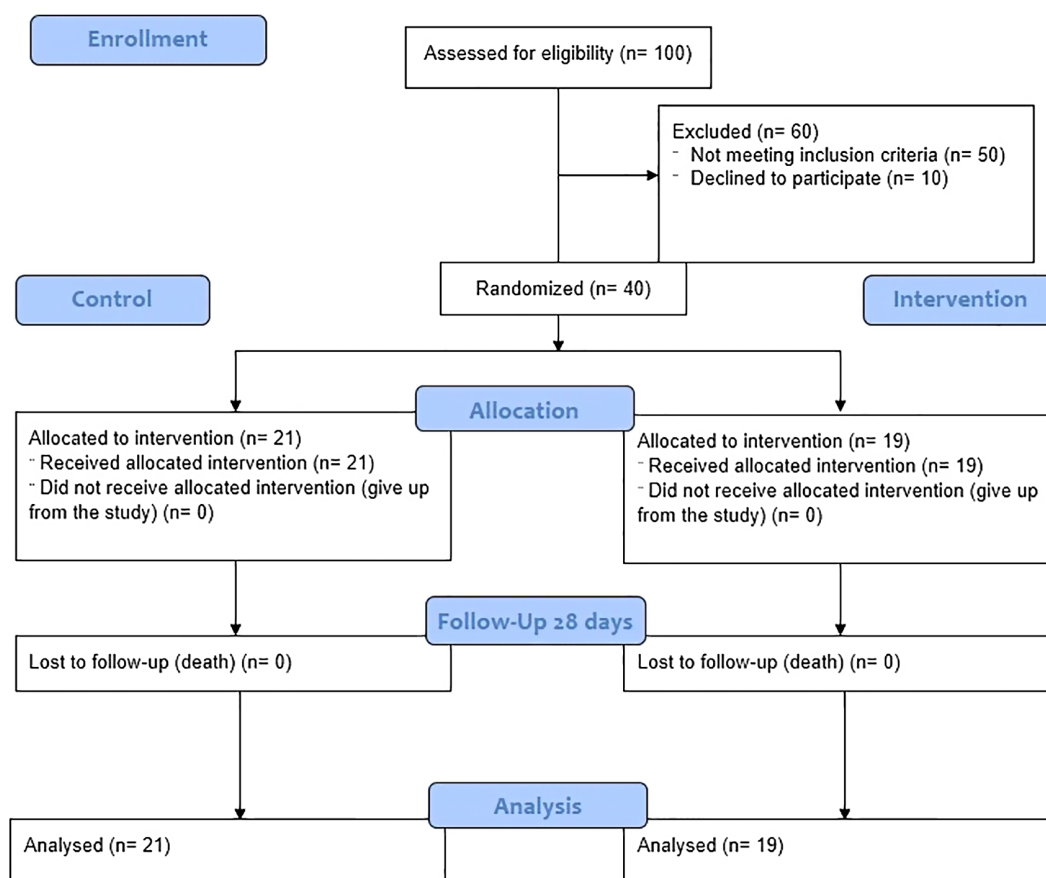 Enrollment
Assessed for eligibility (n= 100)
Excluded (n= 60)
- Not meeting inclusion criteria (n= 50)
- Declined to participate (n= 10)
Randomized (n= 40)
Control
Intervention
Allocation
Allocated to intervention (n= 21)
- Received allocated intervention (n= 21)
- Did not receive allocated intervention (give up
from the study) (n= 0)
Allocated to intervention (n= 19)
- Received allocated intervention (n= 19)
- Did not receive allocated intervention (give up
from the study) (n= 0)
Follow-Up 28 days
Lost to follow-up (death) (n= 0)
Lost to follow-up (death) (n= 0)
Analysis
Analysed (n= 21)
Analysed (n= 19)